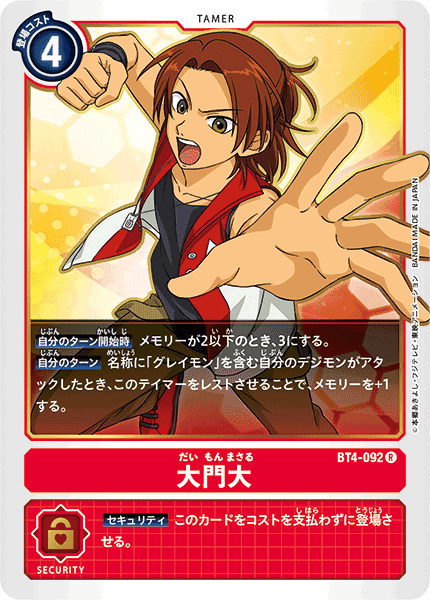 TAMER
登場コスト
4
自分のターン開始時 メモリーが2以下のとき、3にする。
自分のターン 名称に「グレイモン」を含む自分のデジモンがアタ
ックしたとき、このテイマーをレストさせることで、メモリーを+1
する。
©本郷あきよし・フジテレビ・東映アニメーション BANDAI MADE IN JAPAN
BT4-092 R
だいもんまさる
大門大
セキュリティ このカードをコストを支払わずに登場さ
せる。
SECURITY